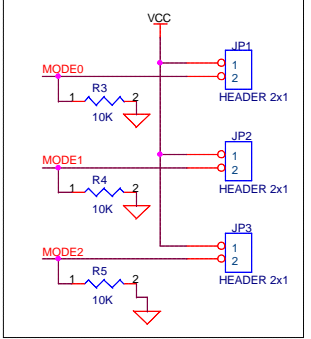 VCC
JP1
1
MODE0
2
R3
HEADER 2x1
1 2
10K
JP2
1
MODE1
2
R4
HEADER 2x1
1 2
10K
JP3
1
MODE2
2
R5
HEADER 2x1
1 2
10K